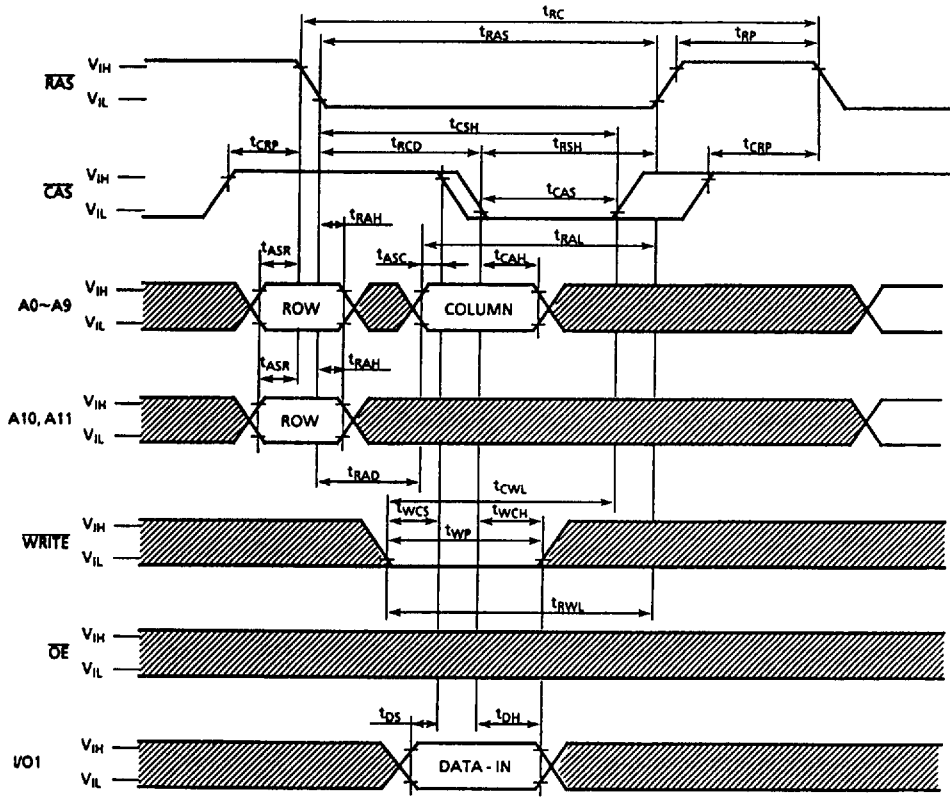 tRC
tRAS
tRP
RAS
VIH
VIL
tCSH
tCRP
tRCD
tRSH
tCRP
CAS
VIH
VIL
tCAS
tRAH
tRAL
tASR
tASC
tCAH
A0~A9
VIH
VIL
ROW
COLUMN
tASR
tRAH
A10, A11
VIH
VIL
ROW
tRAD
tCWL
tWCS
tWCH
WRITE
VIH
VIL
tWP
tRWL
OE
VIH
VIL
tDS
tDH
I/O1
VIH
VIL
DATA - IN